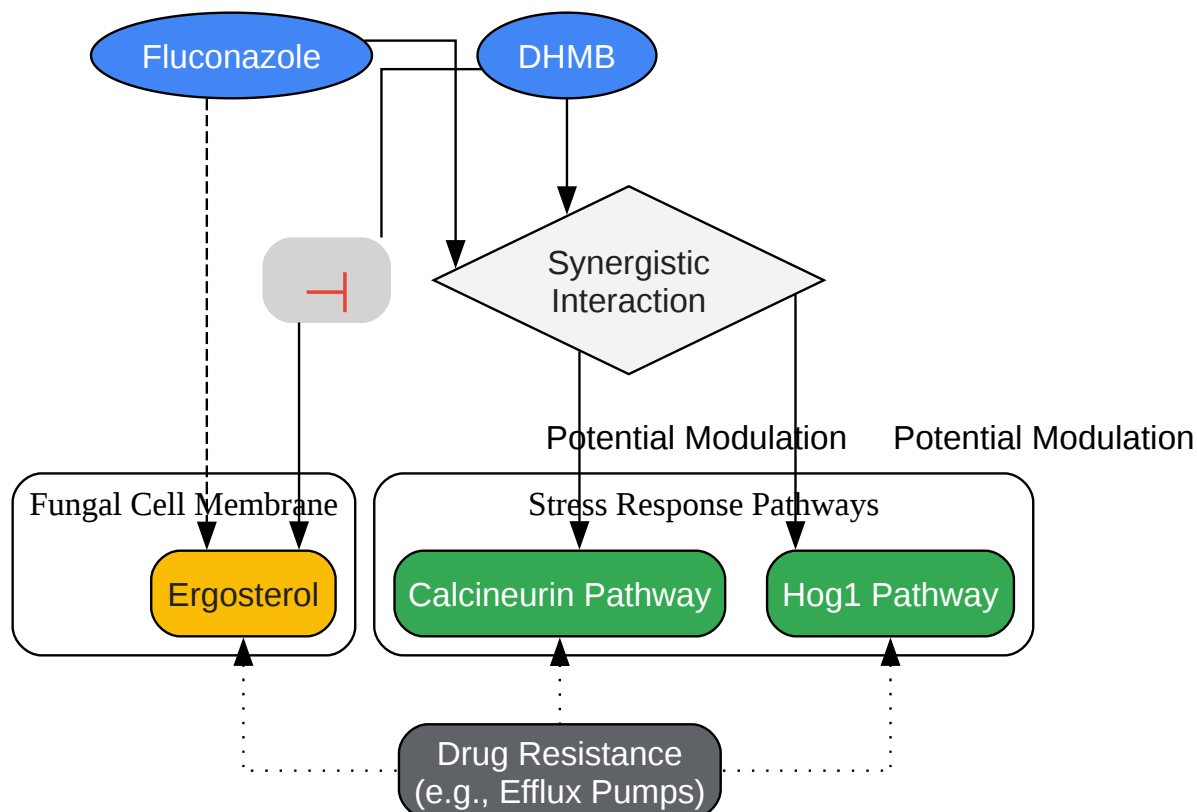 Fluconazole
DHMB
Synergistic
Interaction
Potential Modulation
Potential Modulation
Fungal Cell Membrane
Stress Response Pathways
Ergosterol
Calcineurin Pathway
Hog1 Pathway
Drug Resistance
(e.g., Efflux Pumps)